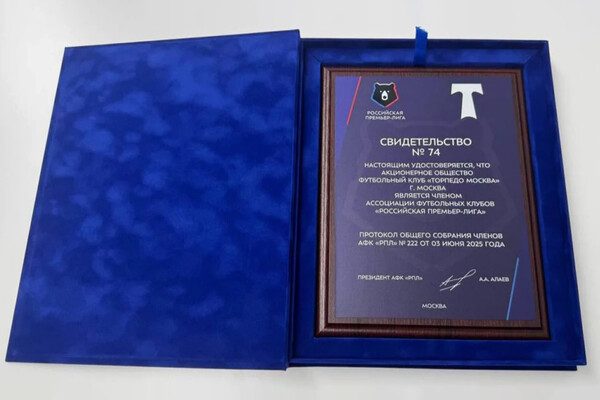 РОССИЙСКАЯ
ПРЕМЬЕР-ЛИГА
СВИДЕТЕЛЬСТВО
№ 74
НАСТОЯЩИМ УДОСТОВЕРЯЕТСЯ, ЧТО
АКЦИОНЕРНОЕ ОБЩЕСТВО
ФУТБОЛЬНЫЙ КЛУБ «ТОРПЕДО МОСКВА»
Г. МОСКВА
ЯВЛЯЕТСЯ ЧЛЕНОМ
АССОЦИАЦИИ ФУТБОЛЬНЫХ КЛУБОВ
«РОССИЙСКАЯ ПРЕМЬЕР-ЛИГА»
ПРОТОКОЛ ОБЩЕГО СОБРАНИЯ ЧЛЕНОВ
АФК «РПЛ» № 222 ОТ 03 ИЮНЯ 2025 ГОДА
ПРЕЗИДЕНТ АФК «РПЛ» А.А. АЛАЕВ
МОСКВА